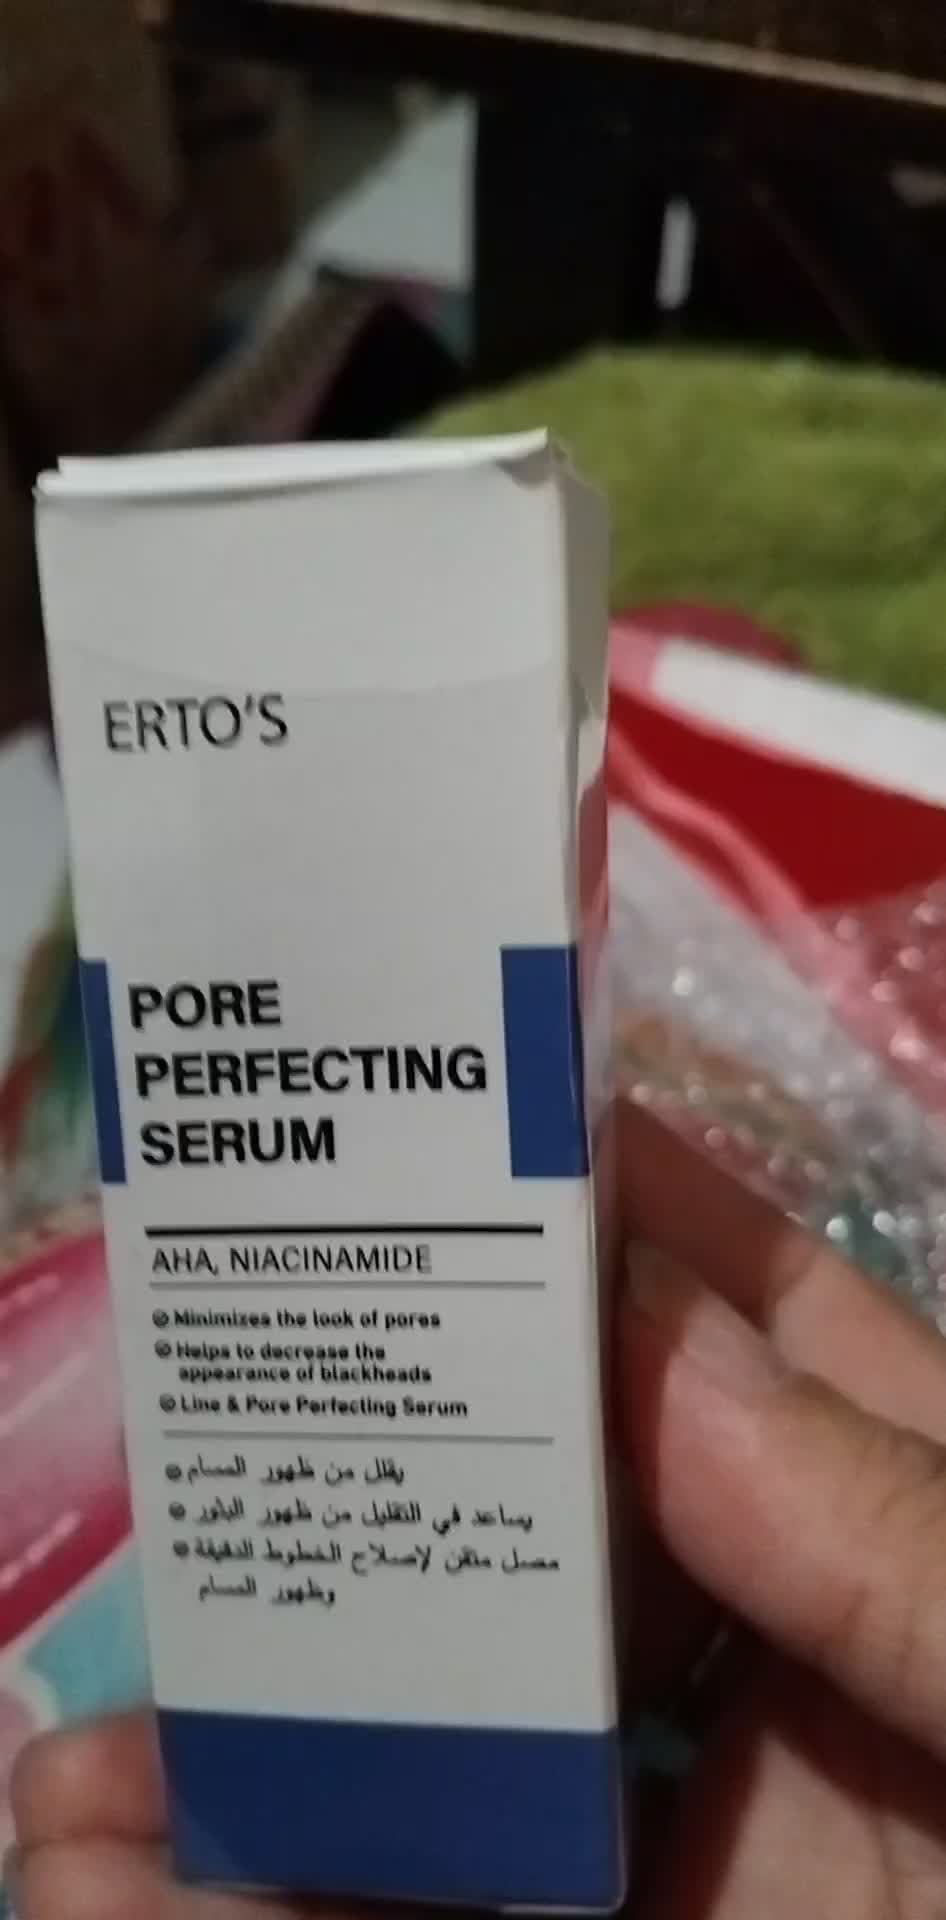 ERTO'S
PORE
PERFECTING
SERUM
AHA, NIACINAMIDE
Minimizes the look of pores
Helps to decrease the
appearance of blackheads
Line & Pore Perfecting Serum
يقلل من ظهور المسام
يساعد في التقليل من ظهور البثور
مصل متقن لإصلاح الخطوط الدقيقة
وظهور المسام